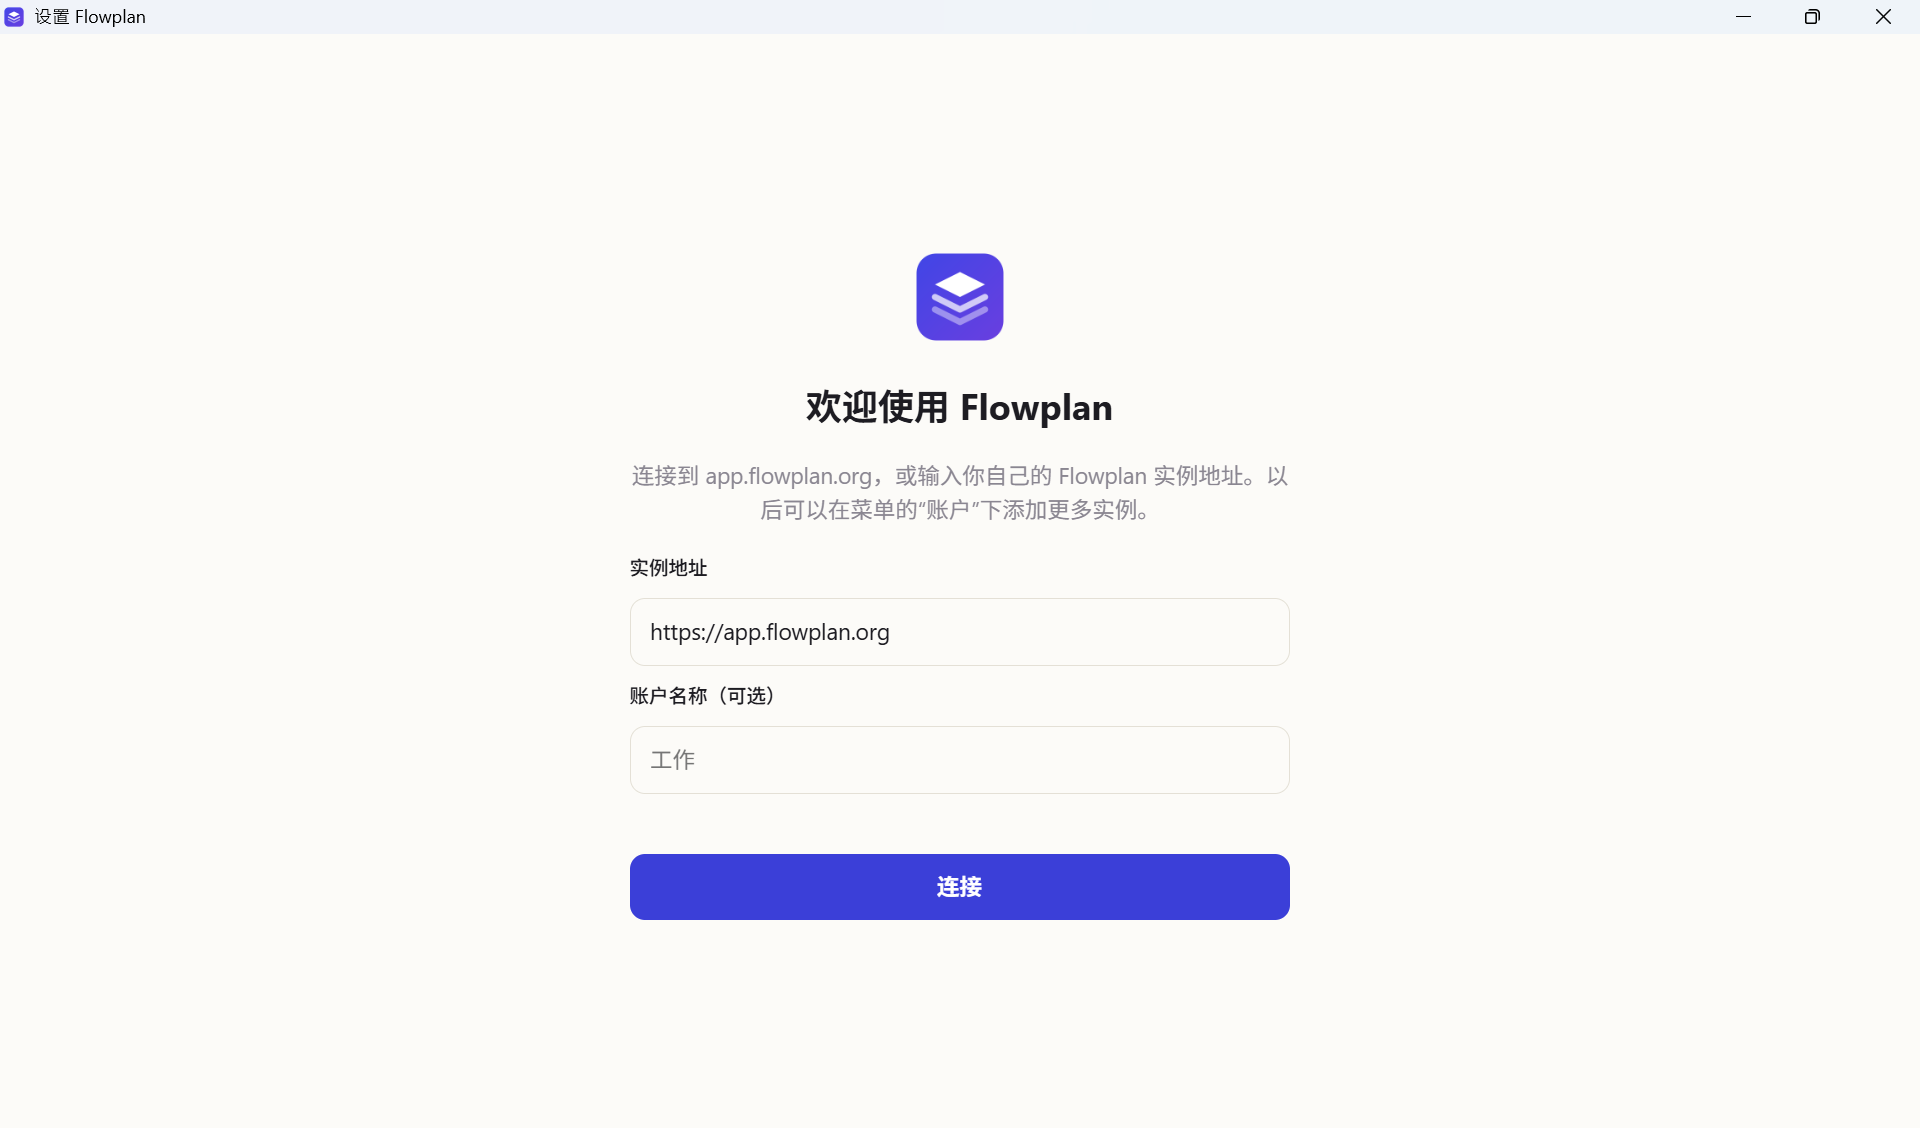 设置 Flowplan
欢迎使用 Flowplan
连接到 app.flowplan.org，或输入你自己的 Flowplan 实例地址。以
后可以在菜单的“账户”下添加更多实例。
实例地址
https://app.flowplan.org
账户名称（可选）
工作
连接